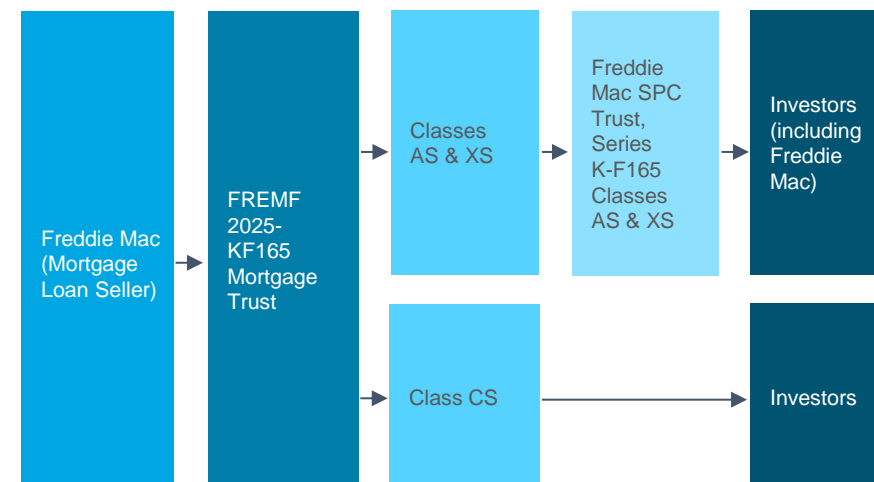 Freddie Mac
(Mortgage
Loan Seller)
FREMF
2025-
KF165
Mortgage
Trust
Classes
AS & XS
Freddie
Mac SPC
Trust,
Series
K-F165
Classes
AS & XS
Investors
(including
Freddie
Mac)
Class CS
Investors